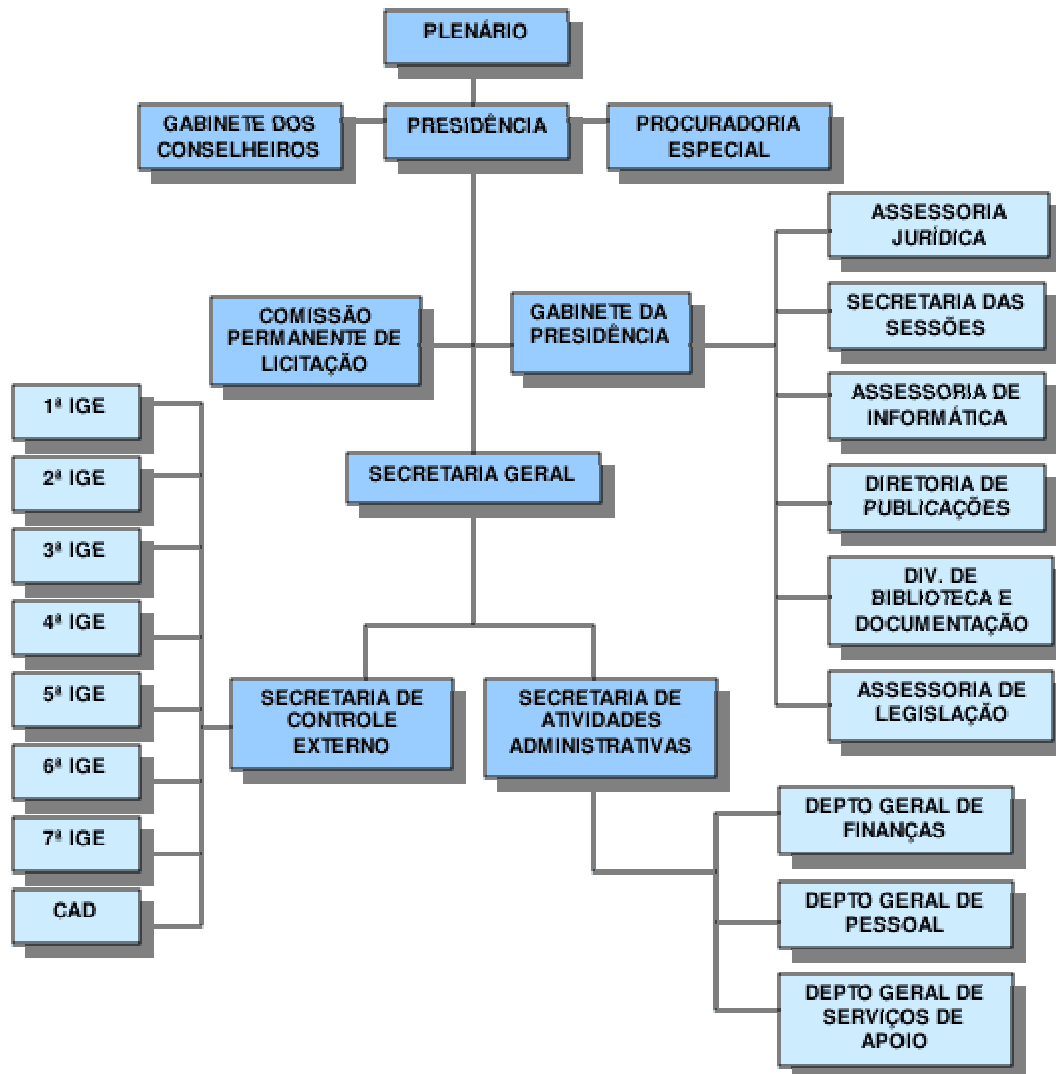 PLENÁRIO
GABINETE DOS
CONSELHEIROS
PRESIDÊNCIA
PROCURADORIA
ESPECIAL
ASSESSORIA
JURÍDICA
SECRETARIA DAS
SESSÕES
ASSESSORIA DE
INFORMÁTICA
DIRETORIA DE
PUBLICAÇÕES
DIV. DE
BIBLIOTECA E
DOCUMENTAÇÃO
ASSESSORIA DE
LEGISLAÇÃO
COMISSÃO
PERMANENTE DE
LICITAÇÃO
GABINETE DA
PRESIDÊNCIA
SECRETARIA GERAL
1ª IGE
2ª IGE
3ª IGE
4ª IGE
5ª IGE
6ª IGE
7ª IGE
CAD
SECRETARIA DE
CONTROLE
EXTERNO
SECRETARIA DE
ATIVIDADES
ADMINISTRATIVAS
DEPTO GERAL DE
FINANÇAS
DEPTO GERAL DE
PESSOAL
DEPTO GERAL DE
SERVIÇOS DE
APOIO